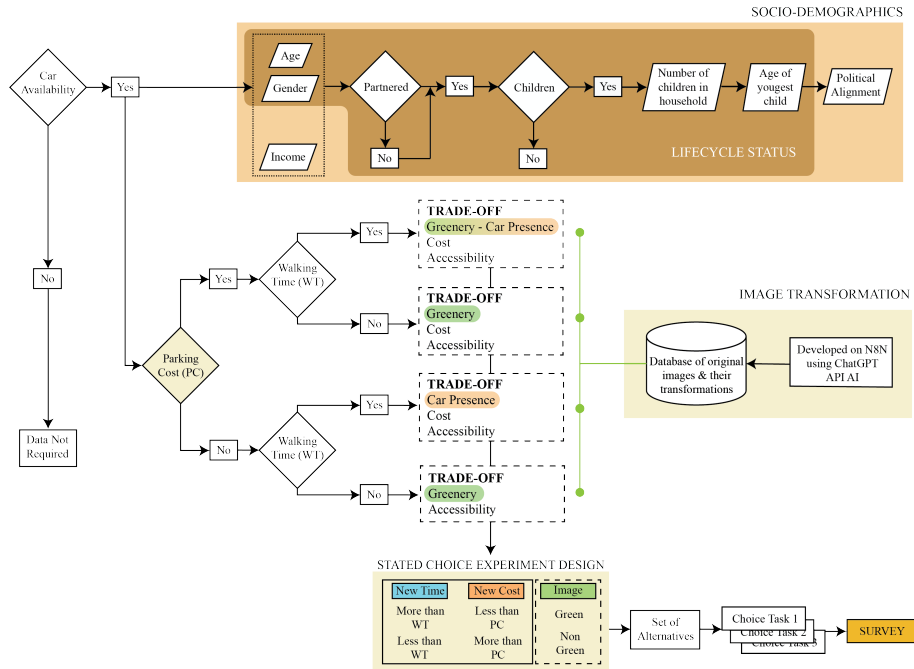 SOCIO-DEMOGRAPHICS
Car
Availability
Yes
Age
Gender
Income
Partnered
No
Yes
Children
No
Yes
Number of
children in
household
Age of
yougest
child
Political
Alignment
LIFECYCLE STATUS
No
Data Not
Required
Parking
Cost (PC)
Yes
No
Walking
Time (WT)
Yes
No
Walking
Time (WT)
Yes
No
TRADE-OFF
Greenery - Car Presence
Cost
Accessibility
TRADE-OFF
Greenery
Cost
Accessibility
TRADE-OFF
Car Presence
Cost
Accessibility
TRADE-OFF
Greenery
Accessibility
IMAGE TRANSFORMATION
Database of original
images & their
transformations
Developed on N8N
using ChatGPT
API AI
STATED CHOICE EXPERIMENT DESIGN
New Time
More than
WT
Less than
WT
New Cost
Less than
PC
More than
PC
Image
Green
Non
Green
Set of
Alternatives
Choice Task 1
Choice Task 2
Choice Task 3
SURVEY